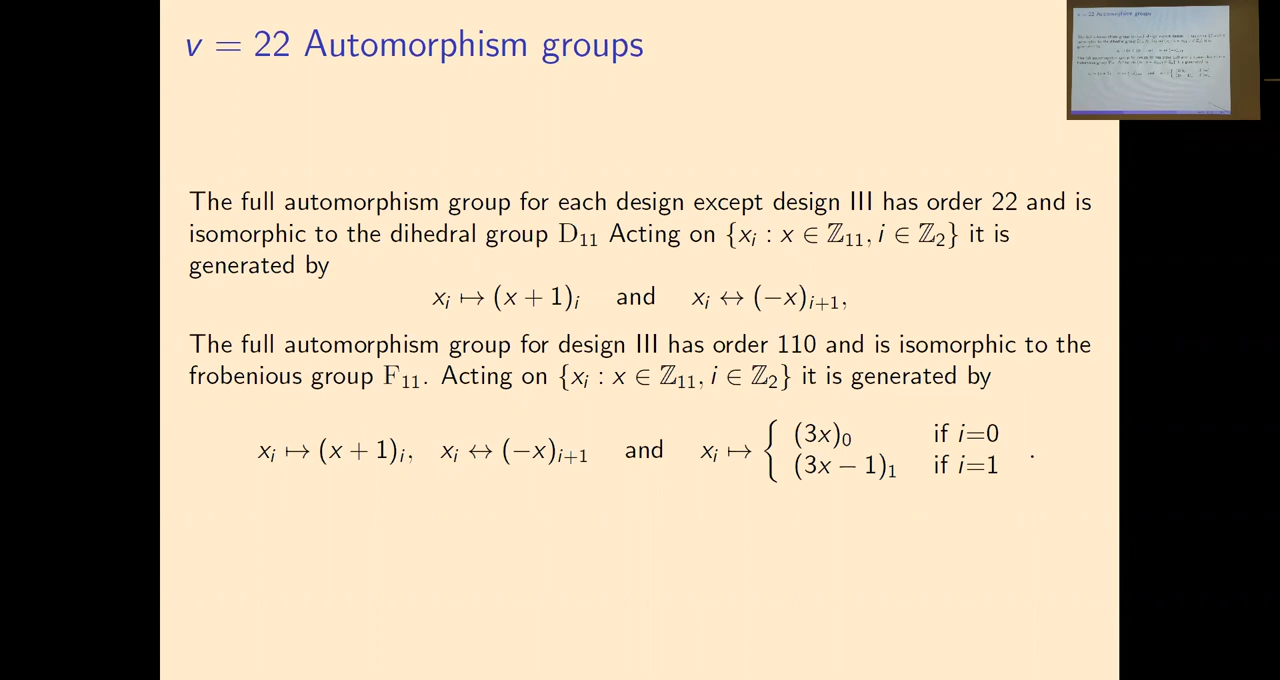 v = 22 Automorphism groups
The full automorphism group for each design except design III has order 22 and is
isomorphic to the dihedral group D₁₁ Acting on {xᵢ : x ∈ ℤ₁₁, i ∈ ℤ₂} it is
generated by
xᵢ ↦ (x + 1)ᵢ and xᵢ ↔ (−x)ᵢ₊₁,
The full automorphism group for design III has order 110 and is isomorphic to the
frobenious group F₁₁. Acting on {xᵢ : x ∈ ℤ₁₁, i ∈ ℤ₂} it is generated by
xᵢ ↦ (x + 1)ᵢ, xᵢ ↔ (−x)ᵢ₊₁ and xᵢ ↦ { (3x)₀ if i=0
(3x − 1)₁ if i=1 .